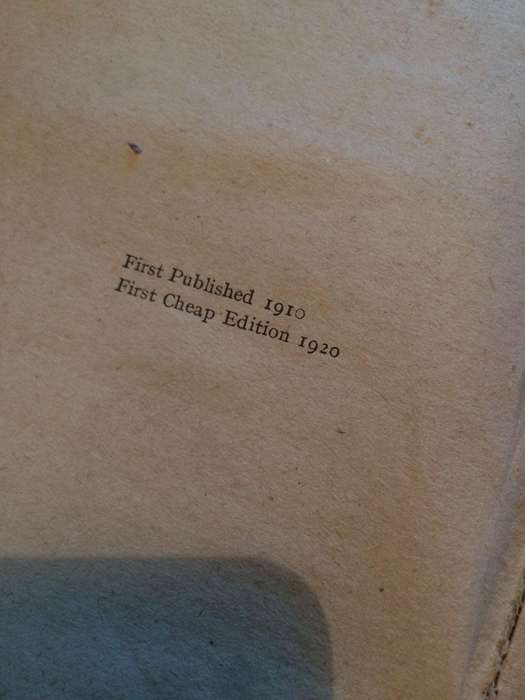 First Published 1910
First Cheap Edition 1920